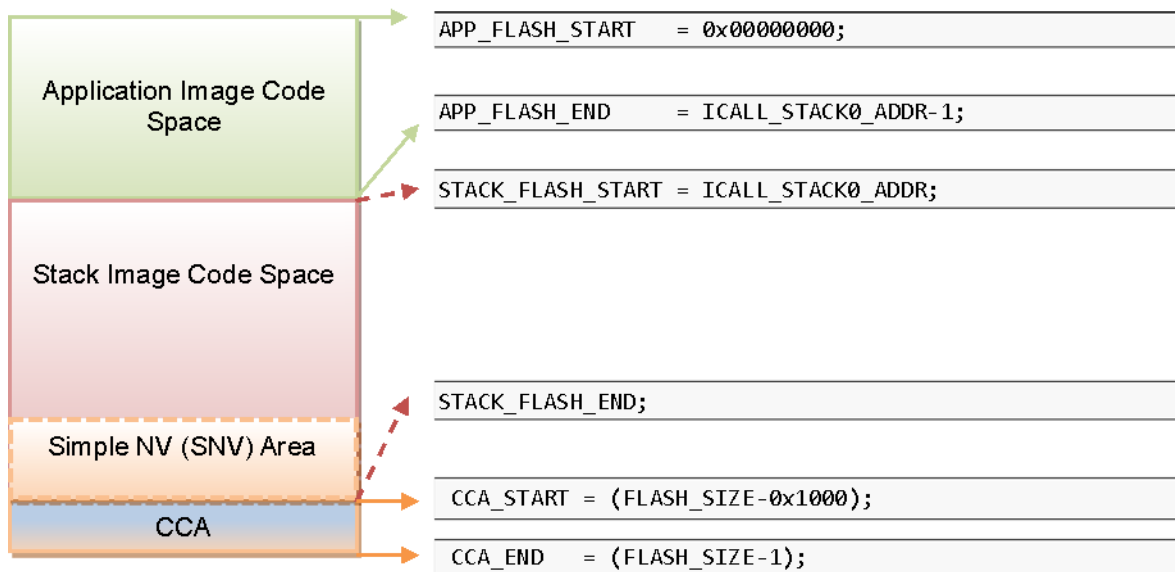 APP_FLASH_START = 0x00000000;
Application Image Code
Space
APP_FLASH_END = ICALL_STACK0_ADDR-1;
STACK_FLASH_START = ICALL_STACK0_ADDR;
Stack Image Code Space
STACK_FLASH_END;
Simple NV (SNV) Area
CCA_START = (FLASH_SIZE-0x1000);
CCA
CCA_END = (FLASH_SIZE-1);